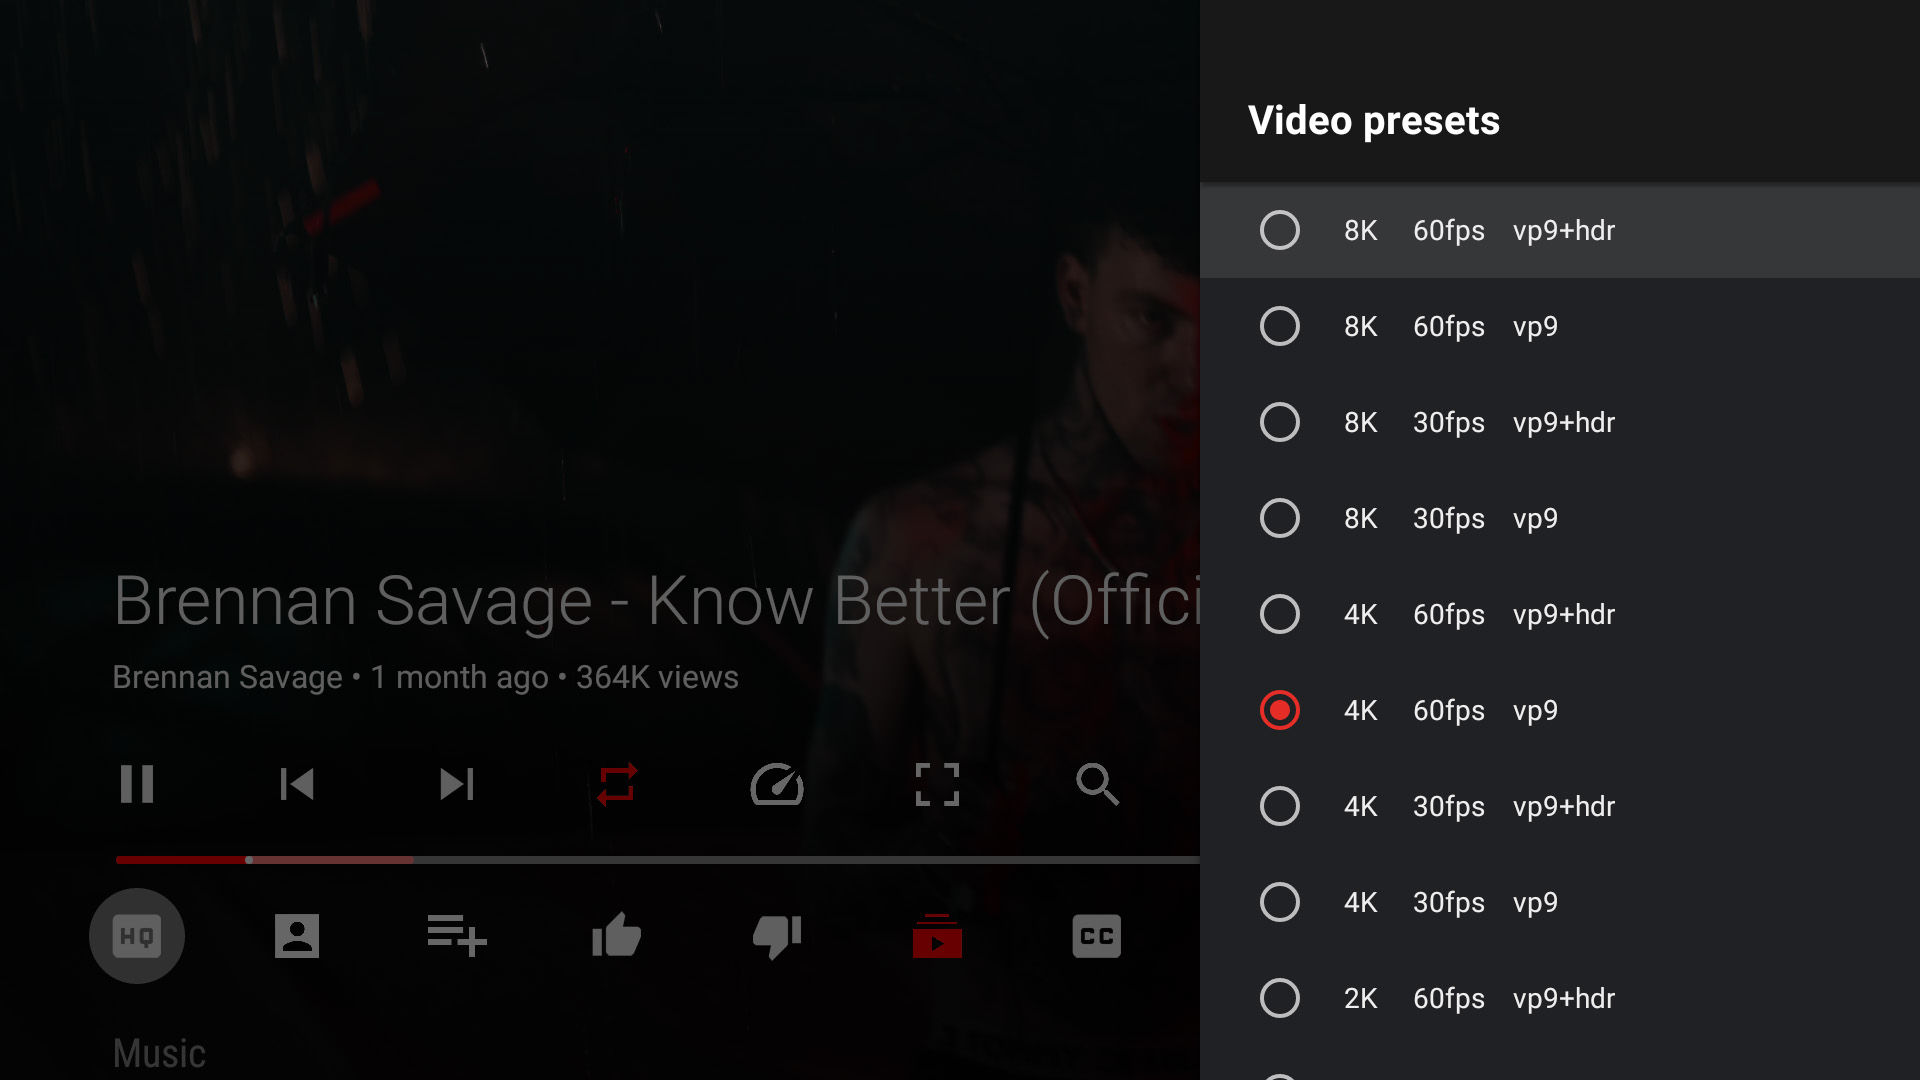 Video presets
8K 60fps vp9+hdr
8K 60fps vp9
8K 30fps vp9+hdr
8K 30fps vp9
4K 60fps vp9+hdr
4K 60fps vp9
4K 30fps vp9+hdr
4K 30fps vp9
2K 60fps vp9+hdr
Brennan Savage - Know Better (Offici
Brennan Savage • 1 month ago • 364K views
HQ
CC
Music